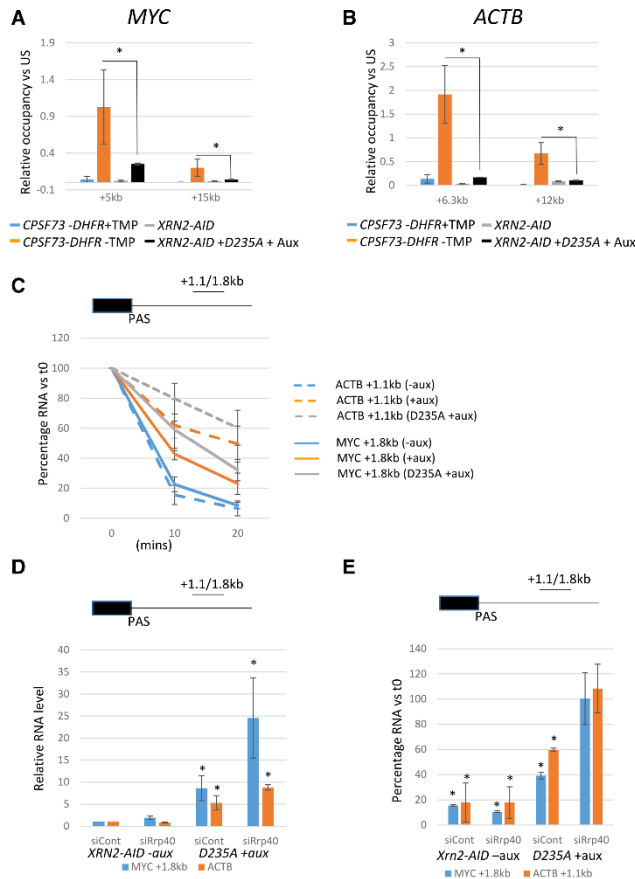 A
MYC
Relative occupancy vs US
1.9
1.4
0.9
0.4
-0.1
*
*
+5kb
+15kb
CPSF73 -DHFR+TMP
XRN2-AID
CPSF73-DHFR -TMP
XRN2-AID +D235A + Aux
B
ACTB
Relative occupancy vs US
3
2.5
2
1.5
1
0.5
0
*
*
+6.3kb
+12kb
CPSF73 -DHFR+TMP
XRN2-AID
CPSF73-DHFR -TMP
XRN2-AID +D235A + Aux
C
+1.1/1.8kb
PAS
Percentage RNA vs t0
120
100
80
60
40
20
0
0
10
20
(mins)
ACTB +1.1kb (-aux)
ACTB +1.1kb (+aux)
ACTB +1.1kb (D235A +aux)
MYC +1.8kb (-aux)
MYC +1.8kb (+aux)
MYC +1.8kb (D235A +aux)
D
+1.1/1.8kb
PAS
Relative RNA level
40
35
30
25
20
15
10
5
0
*
*
*
*
siCont
siRrp40
siCont
siRrp40
XRN2-AID -aux
D235A +aux
MYC +1.8kb
ACTB
E
+1.1/1.8kb
PAS
Percentage RNA vs t0
140
120
100
80
60
40
20
0
*
*
*
*
*
*
siCont
siRrp40
siCont
siRrp40
Xrn2-AID –aux
D235A +aux
MYC +1.8kb
ACTB +1.1kb